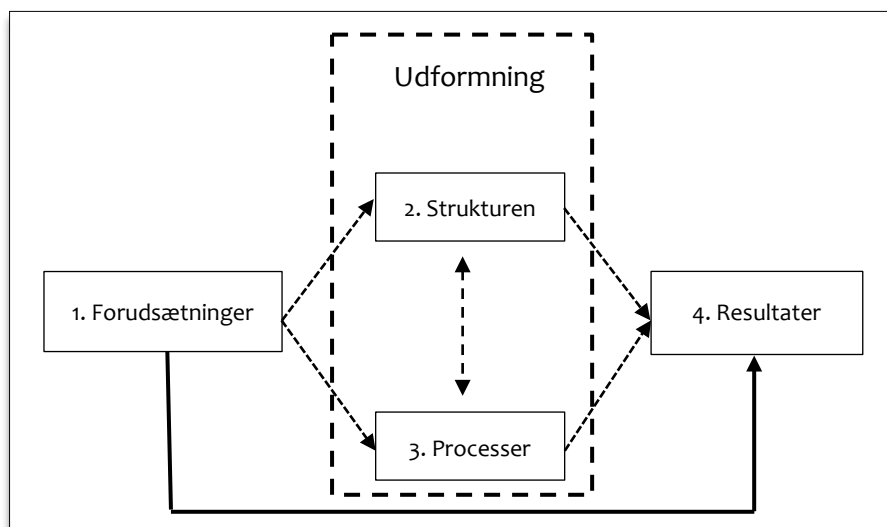 Udformning
2. Strukturen
1. Forudsætninger
4. Resultater
3. Processer